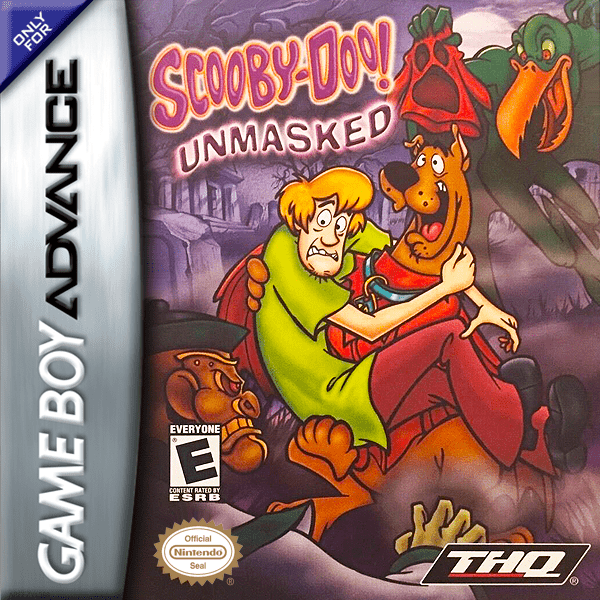 ONLY
FOR
GAME BOY ADVANCE
SCOOBY-DOO!
UNMASKED
EVERYONE
E
®
CONTENT RATED BY
ESRB
Official
Nintendo
Seal
®
THQ